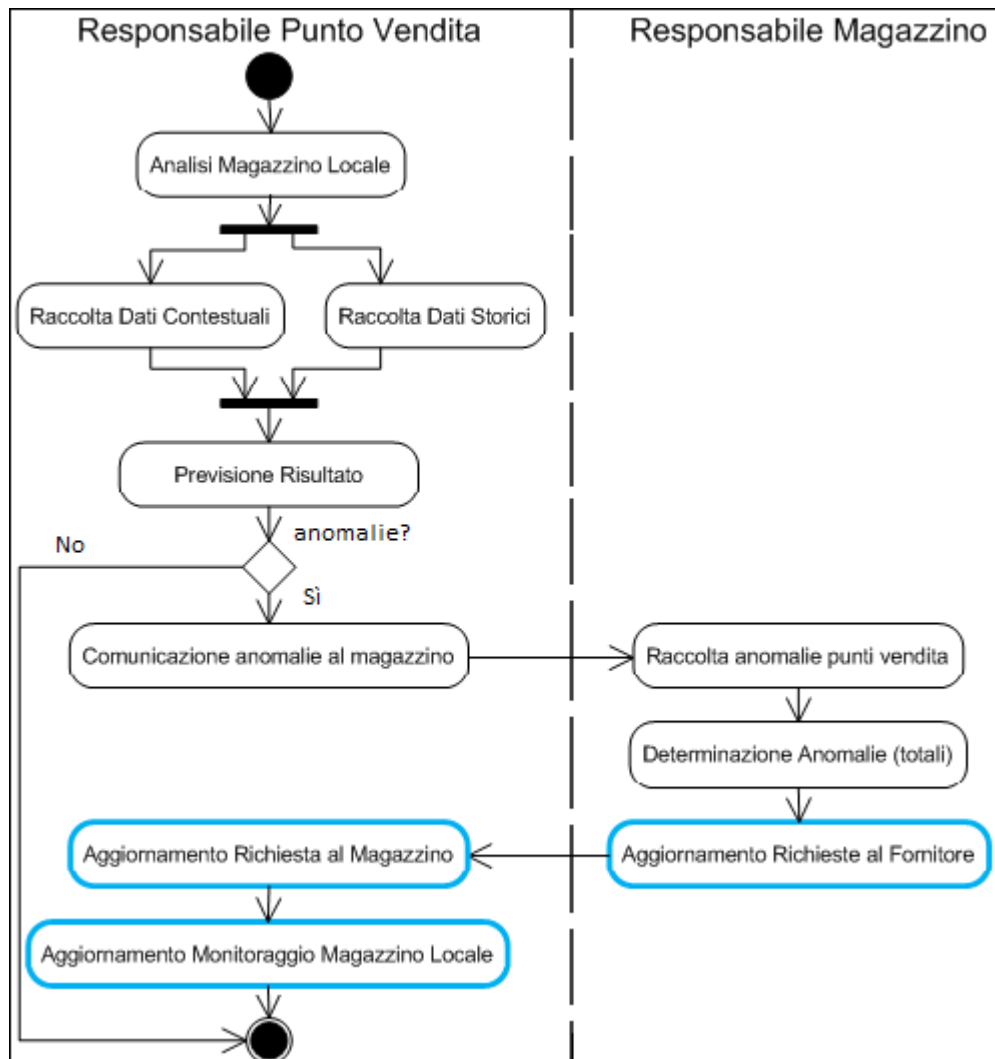 Responsabile Punto Vendita
Responsabile Magazzino
Analisi Magazzino Locale
Raccolta Dati Contestuali
Raccolta Dati Storici
Previsione Risultato
anomalie?
No
Sì
Comunicazione anomalie al magazzino
Raccolta anomalie punti vendita
Determinazione Anomalie (totali)
Aggiornamento Richieste al Fornitore
Aggiornamento Richiesta al Magazzino
Aggiornamento Monitoraggio Magazzino Locale